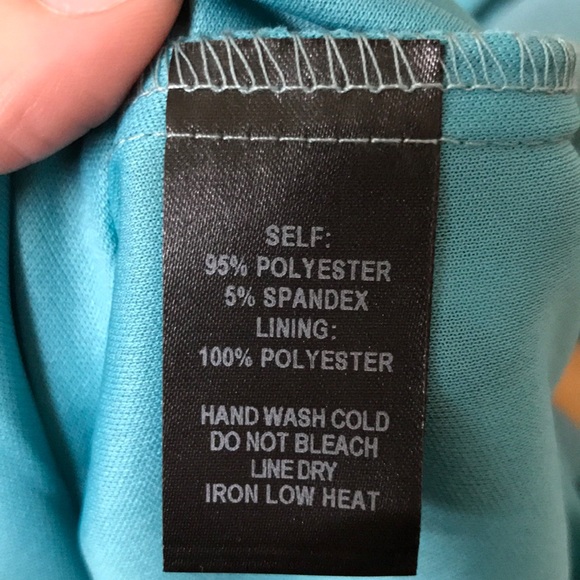 SELF:
95% POLYESTER
5% SPANDEX
LINING:
100% POLYESTER
HAND WASH COLD
DO NOT BLEACH
LINE DRY
IRON LOW HEAT